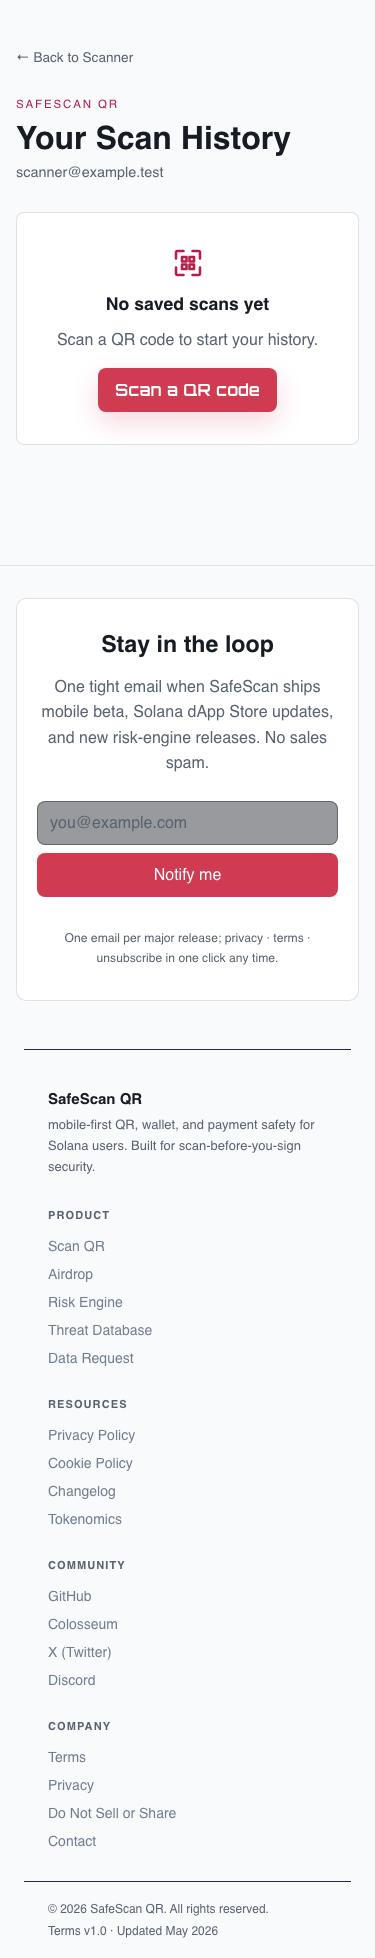 ← Back to Scanner
SAFESCAN QR
Your Scan History
scanner@example.test
No saved scans yet
Scan a QR code to start your history.
Scan a QR code
Stay in the loop
One tight email when SafeScan ships
mobile beta, Solana dApp Store updates,
and new risk-engine releases. No sales
spam.
you@example.com
Notify me
One email per major release; privacy · terms ·
unsubscribe in one click any time.
SafeScan QR
mobile-first QR, wallet, and payment safety for
Solana users. Built for scan-before-you-sign
security.
PRODUCT
Scan QR
Airdrop
Risk Engine
Threat Database
Data Request
RESOURCES
Privacy Policy
Cookie Policy
Changelog
Tokenomics
COMMUNITY
GitHub
Colosseum
X (Twitter)
Discord
COMPANY
Terms
Privacy
Do Not Sell or Share
Contact
© 2026 SafeScan QR. All rights reserved.
Terms v1.0 · Updated May 2026